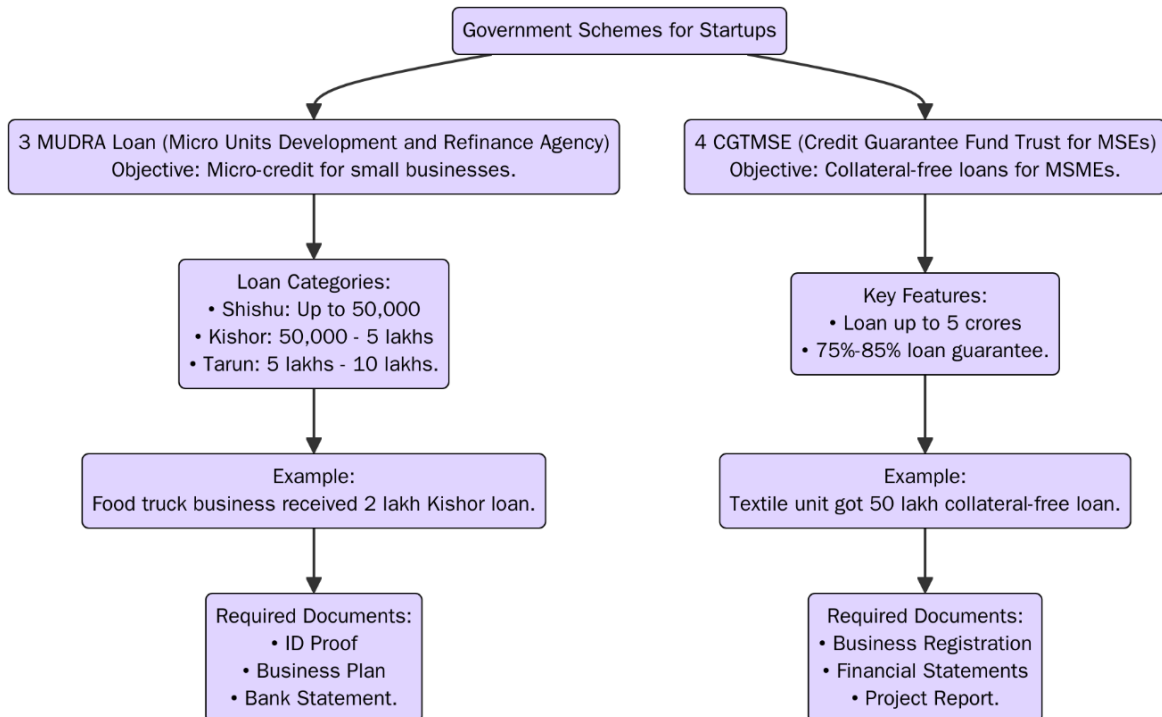 Government Schemes for Startups
3 MUDRA Loan (Micro Units Development and Refinance Agency)
Objective: Micro-credit for small businesses.
Loan Categories:
• Shishu: Up to 50,000
• Kishor: 50,000 - 5 lakhs
• Tarun: 5 lakhs - 10 lakhs.
Example:
Food truck business received 2 lakh Kishor loan.
Required Documents:
• ID Proof
• Business Plan
• Bank Statement.
4 CGTMSE (Credit Guarantee Fund Trust for MSEs)
Objective: Collateral-free loans for MSMEs.
Key Features:
• Loan up to 5 crores
• 75%-85% loan guarantee.
Example:
Textile unit got 50 lakh collateral-free loan.
Required Documents:
• Business Registration
• Financial Statements
• Project Report.